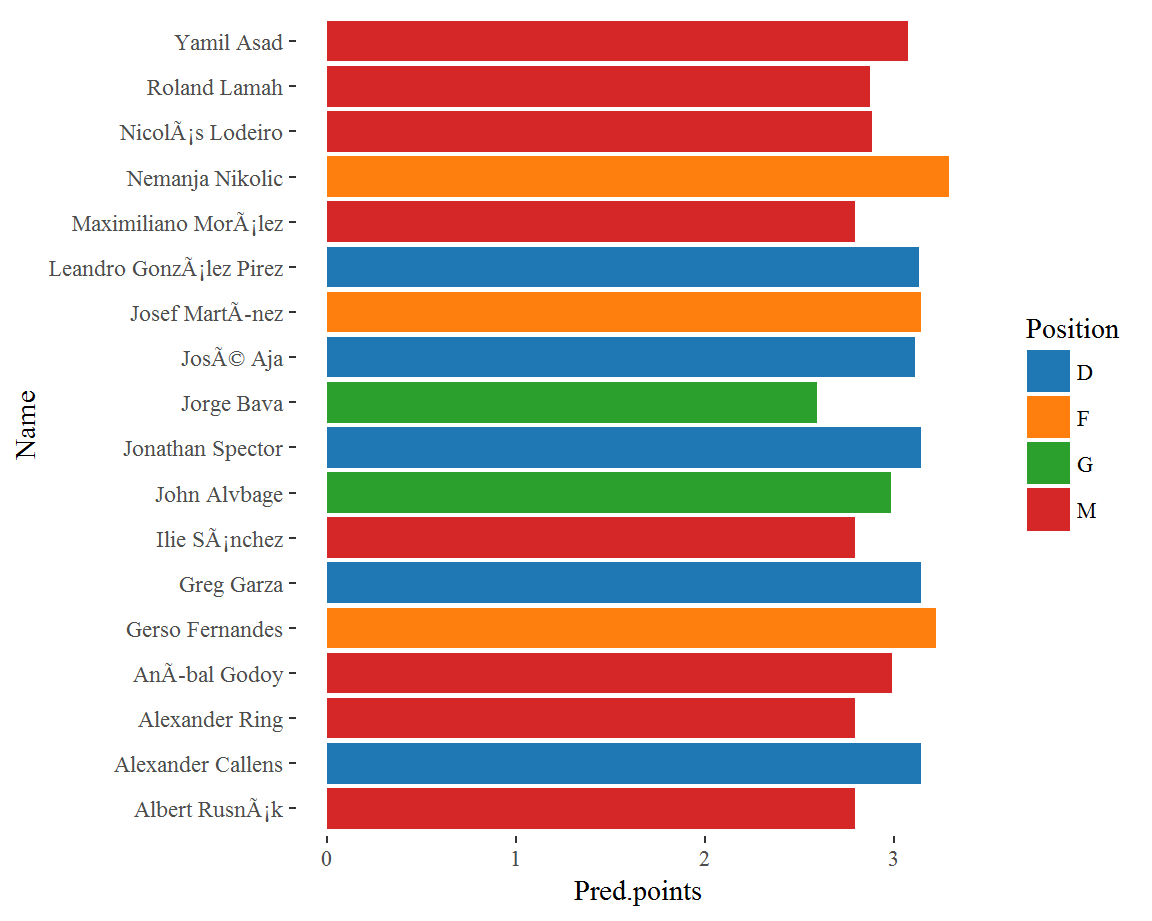 Yamil Asad
Roland Lamah
NicolÃ¡s Lodeiro
Nemanja Nikolic
Maximiliano MorÃ¡lez
Leandro GonzÃ¡lez Pirez
Josef MartÃ-nez
JosÃ© Aja
Jorge Bava
Jonathan Spector
John Alvbage
Ilie SÃ¡nchez
Greg Garza
Gerso Fernandes
AnÃ-bal Godoy
Alexander Ring
Alexander Callens
Albert RusnÃ¡k
Name
0 1 2 3
Pred.points
Position
D
F
G
M